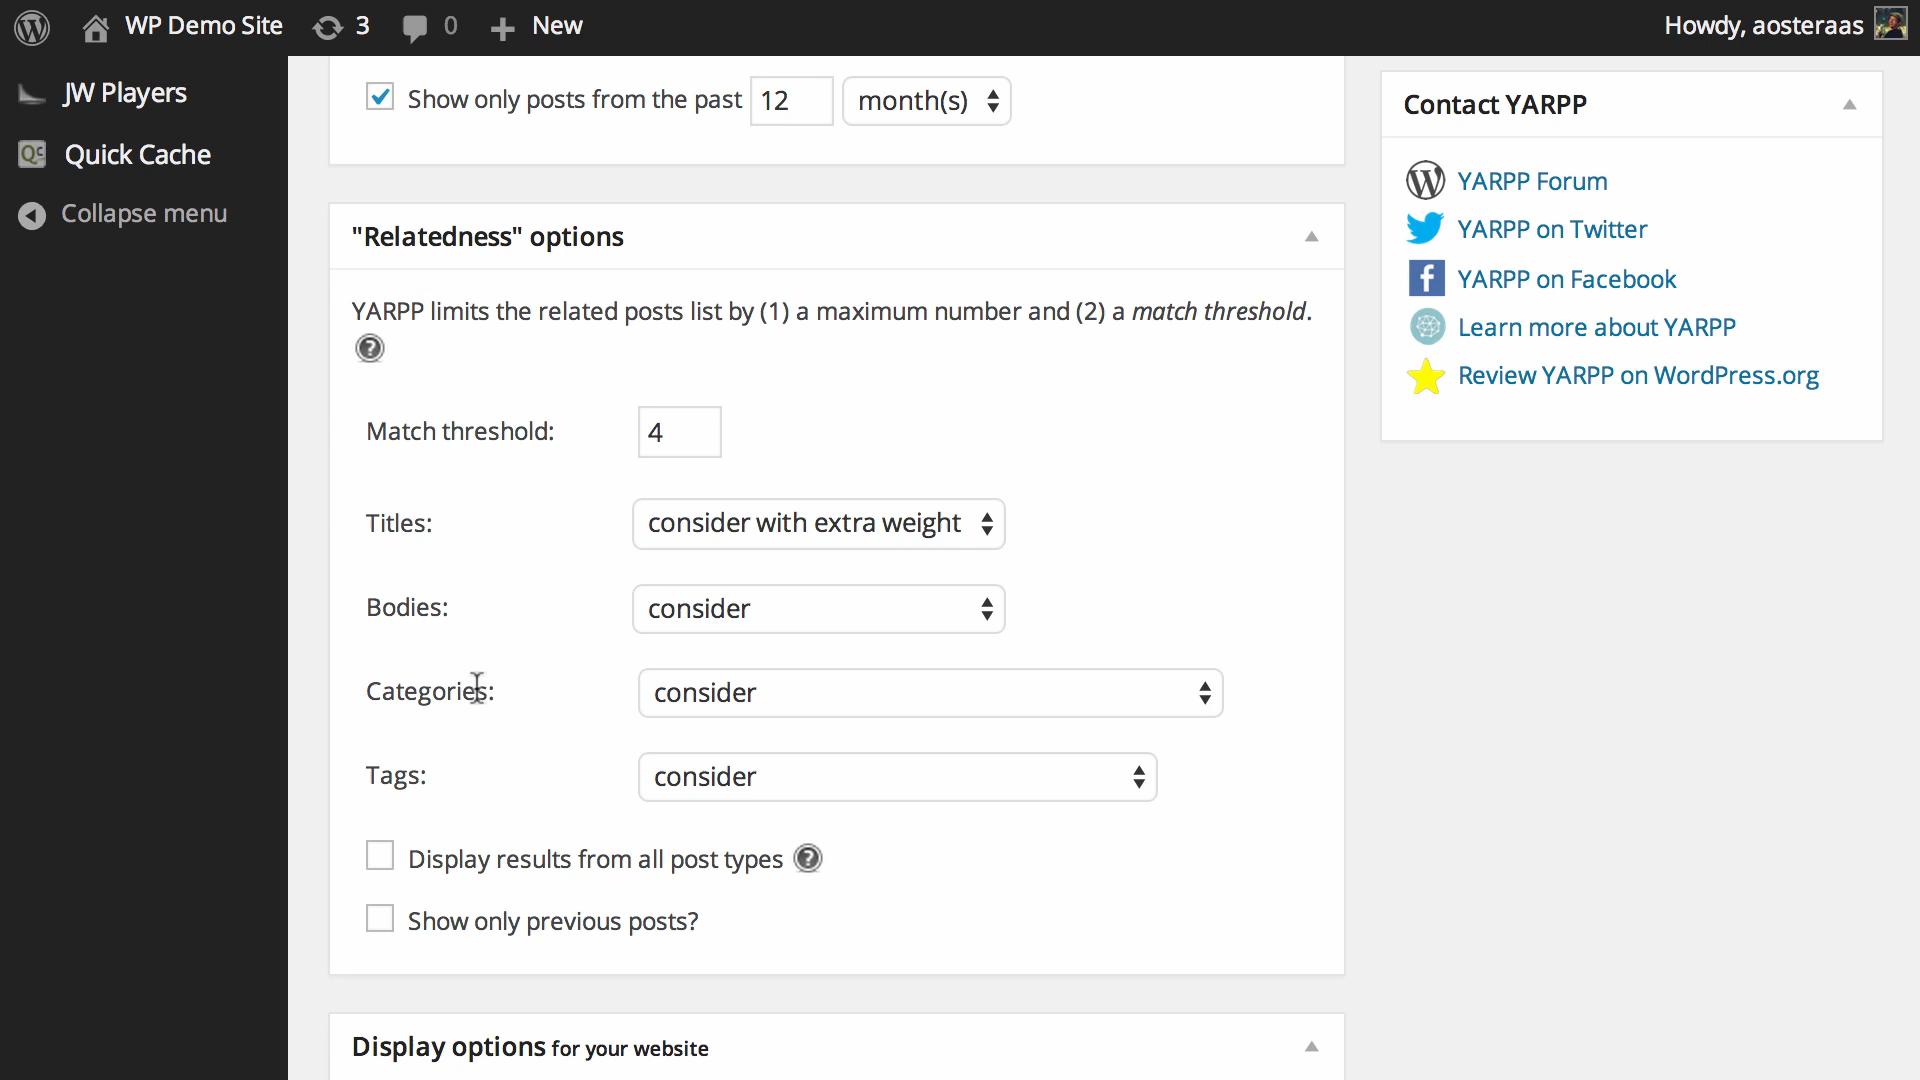 WP Demo Site 3 0 New Howdy, aosteraas
JW Players
Quick Cache
Collapse menu
Show only posts from the past 12 month(s)
"Relatedness" options
YARPP limits the related posts list by (1) a maximum number and (2) a match threshold.
Match threshold: 4
Titles: consider with extra weight
Bodies: consider
Categories: consider
Tags: consider
Display results from all post types
Show only previous posts?
Display options for your website
Contact YARPP
YARPP Forum
YARPP on Twitter
YARPP on Facebook
Learn more about YARPP
Review YARPP on WordPress.org